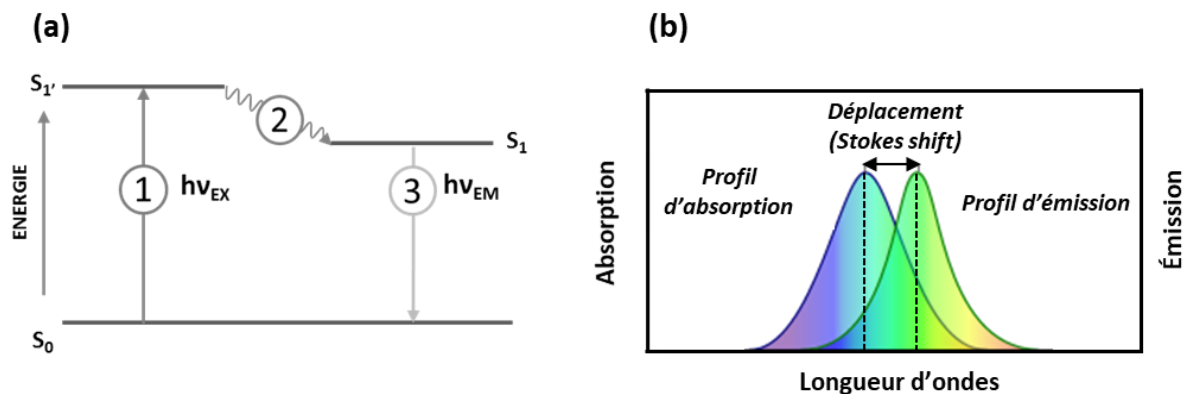 (a)
S1'
1
hνEX
2
S1
3
hνEM
ENERGIE
S0
(b)
Déplacement
(Stokes shift)
Profil
d'absorption
Profil d'émission
Absorption
Émission
Longueur d'ondes